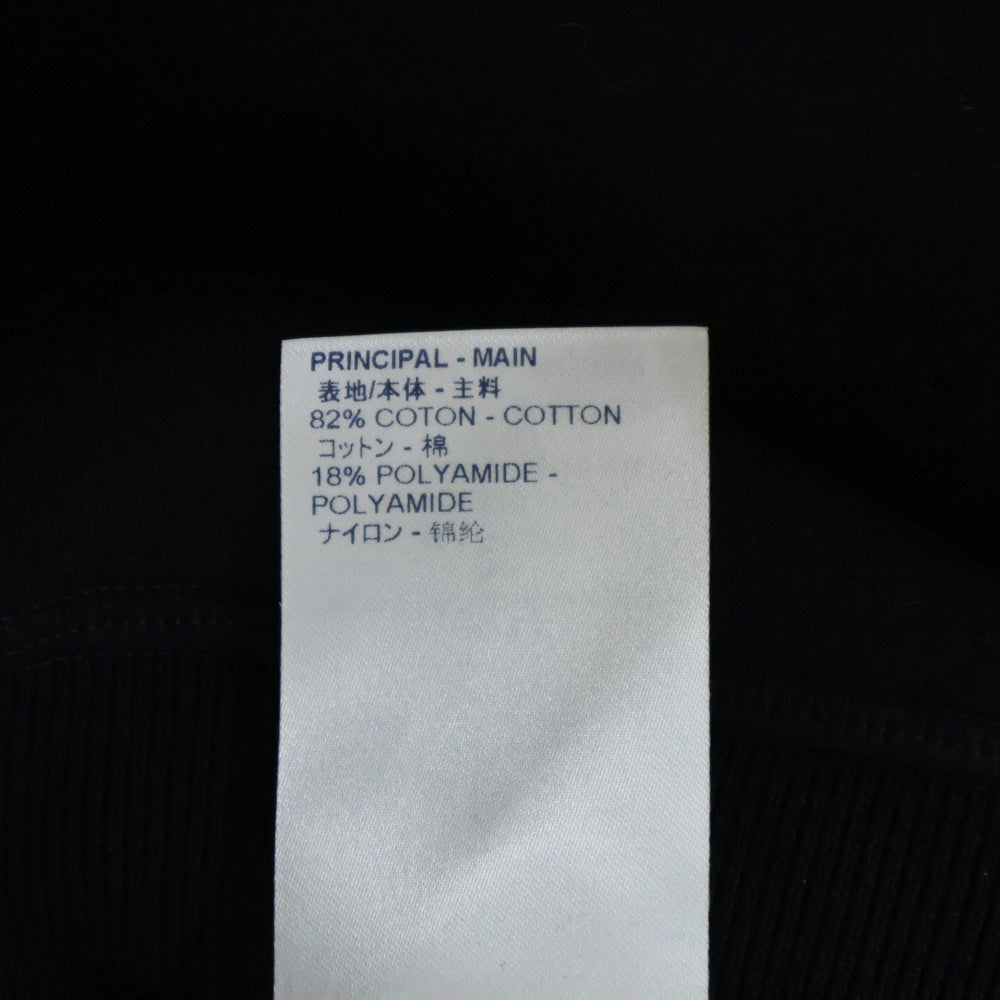 PRINCIPAL - MAIN
表地/本体 - 主料
82% COTON - COTTON
コットン - 棉
18% POLYAMIDE -
POLYAMIDE
ナイロン - 锦纶